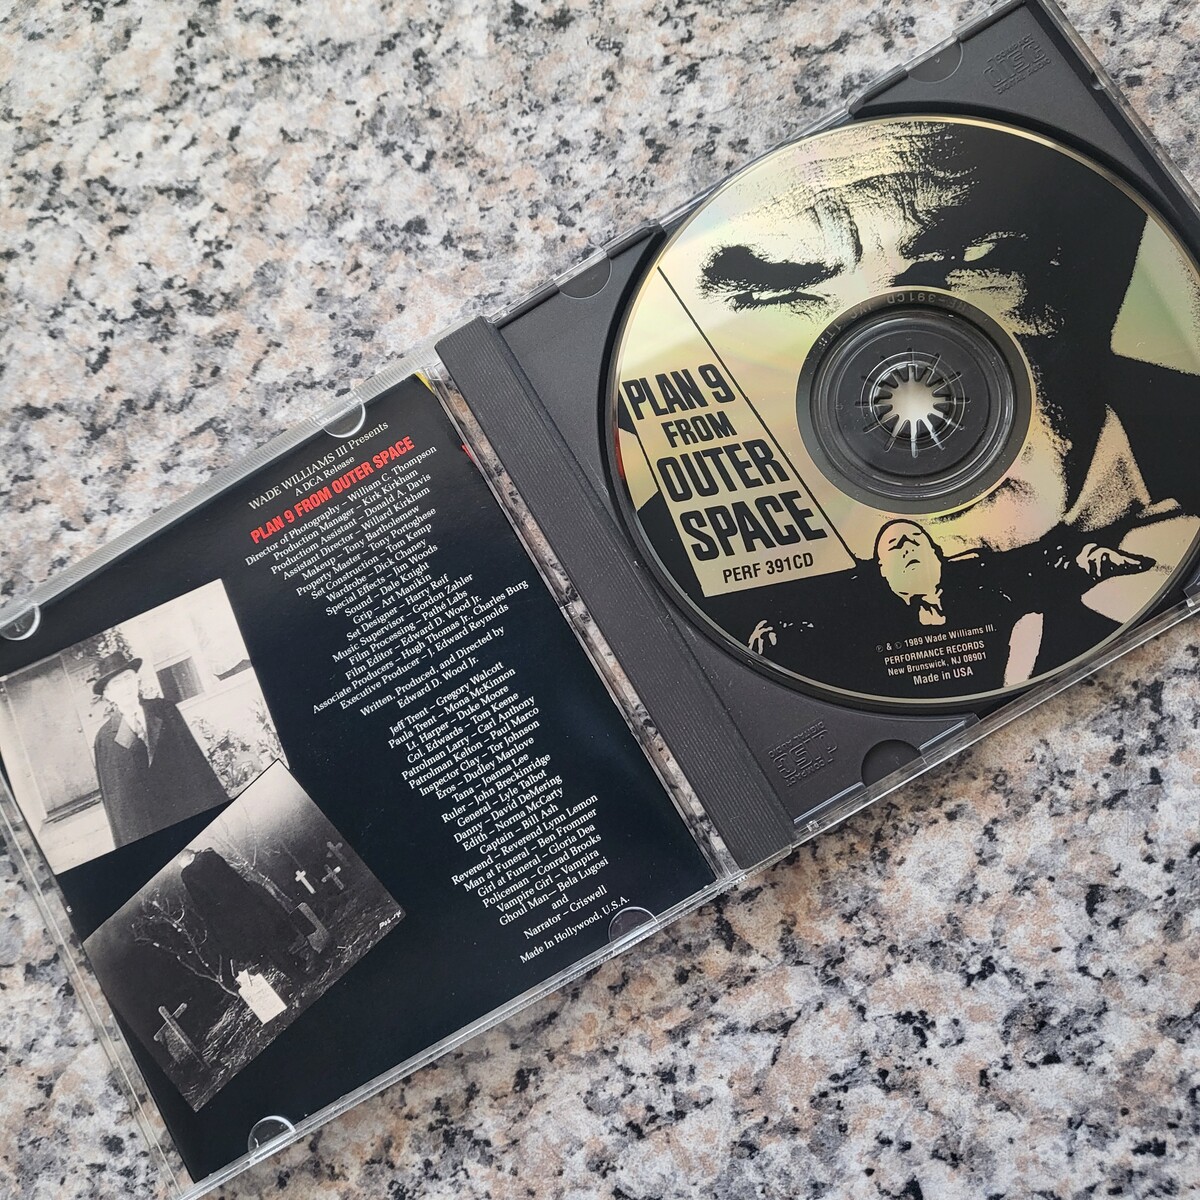 WADE WILLIAMS III Presents
A DCA Release
PLAN 9 FROM OUTER SPACE
Director of Photography – William C. Thompson
Production Manager – Kirk Kirkham
Production Assistant – Donald A. Davis
Assistant Director – Willard Kirkham
Makeup – Tony Bartholemew
Property Master – Tony Portoghese
Set Construction – Tom Kemp
Wardrobe – Dick Chaney
Special Effects – Jim Woods
Sound – Dale Knight
Grip – Art Manikin
Set Designer – Harry Reif
Music Supervisor – Gordon Zahler
Film Processing – Pathé Labs
Film Editor – Edward D. Wood Jr.
Associate Producers – Hugh Thomas Jr., Charles Burg
Executive Producer – J. Edward Reynolds
Written, Produced, and Directed by
Edward D. Wood Jr.
Jeff Trent – Gregory Walcott
Paula Trent – Mona McKinnon
Lt. Harper – Duke Moore
Col. Edwards – Tom Keene
Patrolman Larry – Carl Anthony
Patrolman Kelton – Paul Marco
Inspector Clay – Tor Johnson
Eros – Dudley Manlove
Tana – Joanna Lee
Ruler – John Breckinridge
General – Lyle Talbot
Danny – David DeMering
Edith – Norma McCarty
Captain – Bill Ash
Reverend – Reverend Lynn Lemon
Man at Funeral – Ben Frommer
Girl at Funeral – Gloria Dea
Policeman – Conrad Brooks
Vampire Girl – Vampira
Ghoul Man – Bela Lugosi
and
Narrator – Criswell
Made in Hollywood, U.S.A.
PLAN 9
FROM
OUTER
SPACE
PERF 391CD
℗ & © 1989 Wade Williams III.
PERFORMANCE RECORDS
New Brunswick, NJ 08901
Made in USA